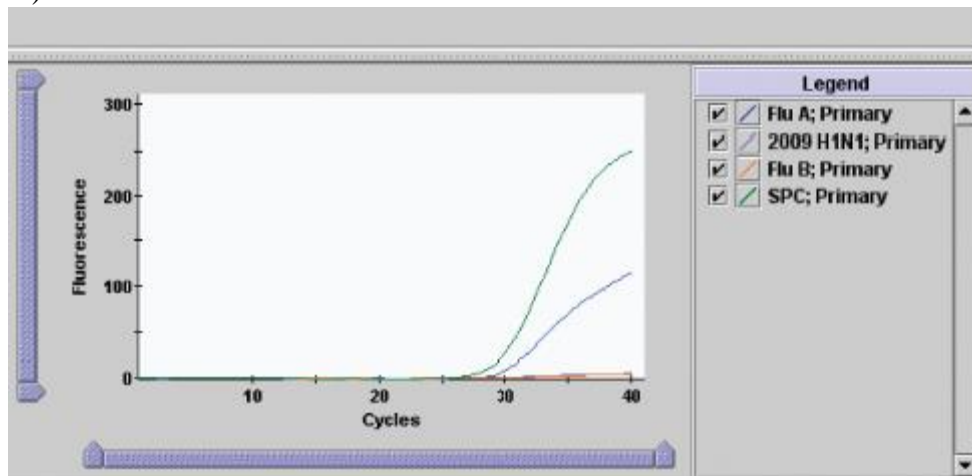 )
Legend
Flu A; Primary
2009 H1N1; Primary
Flu B; Primary
SPC; Primary
300
200
100
0
Fluorescence
10
20
30
40
Cycles